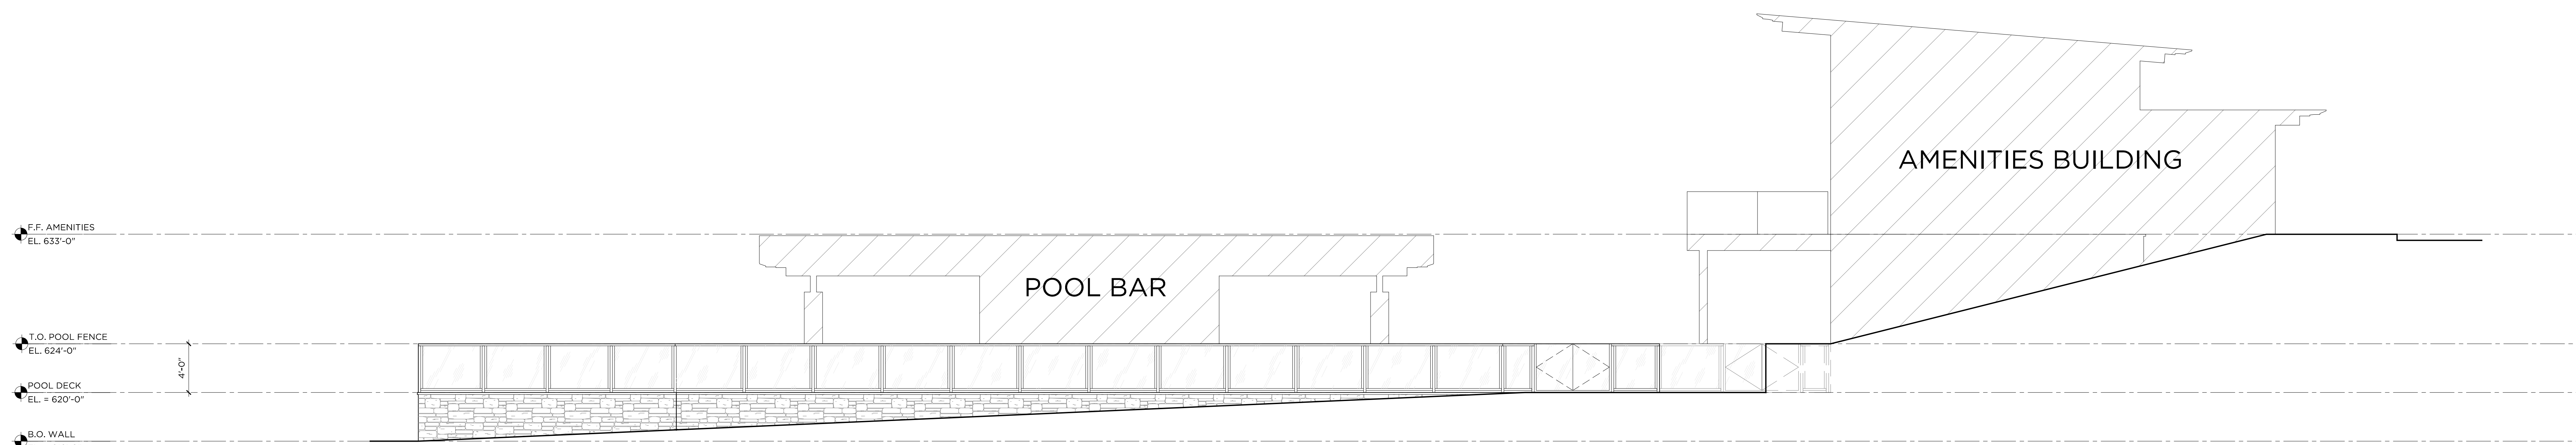 AMENITIES BUILDING
F.F. AMENITIES
EL. 633'-0"
POOL BAR
T.O. POOL FENCE
EL. 624'-0"
4'-0"
POOL DECK
EL. = 620'-0"
B.O. WALL